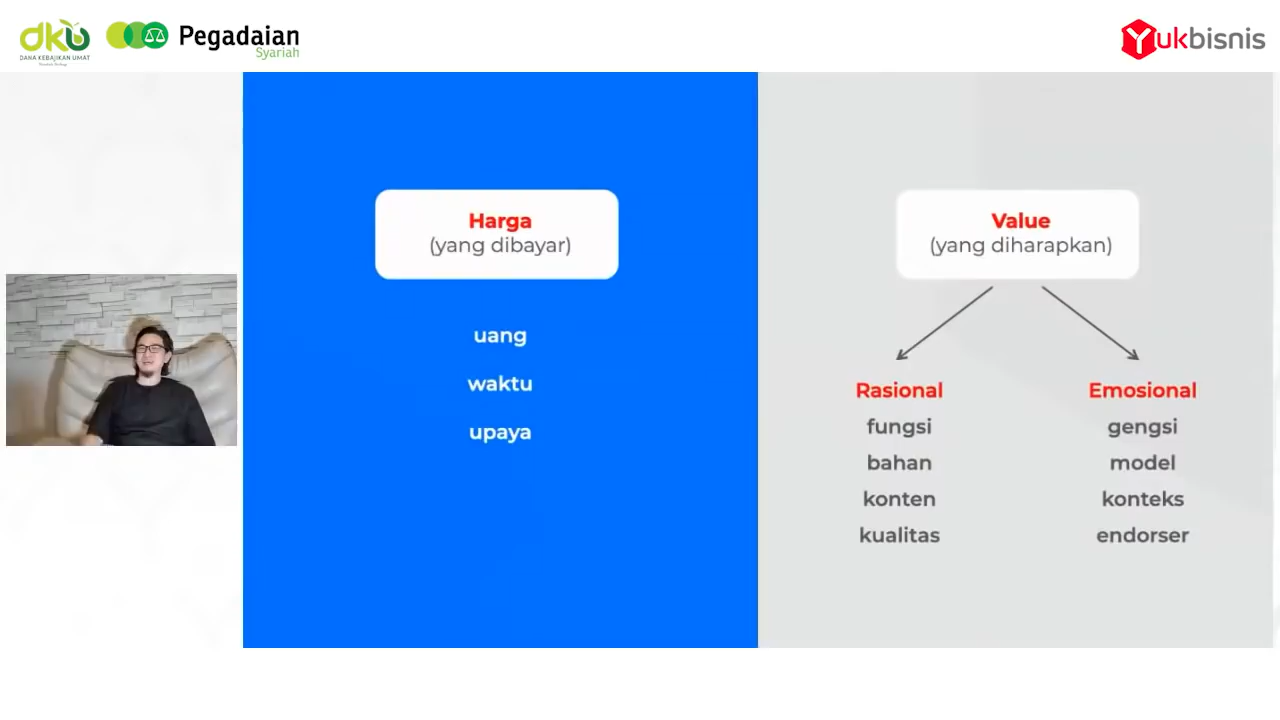 dku
DANA KEBAJIKAN UMAT
Pegadaian
Syariah
Yukbisnis
Harga
(yang dibayar)
uang
waktu
upaya
Value
(yang diharapkan)
Rasional
fungsi
bahan
konten
kualitas
Emosional
gengsi
model
konteks
endorser